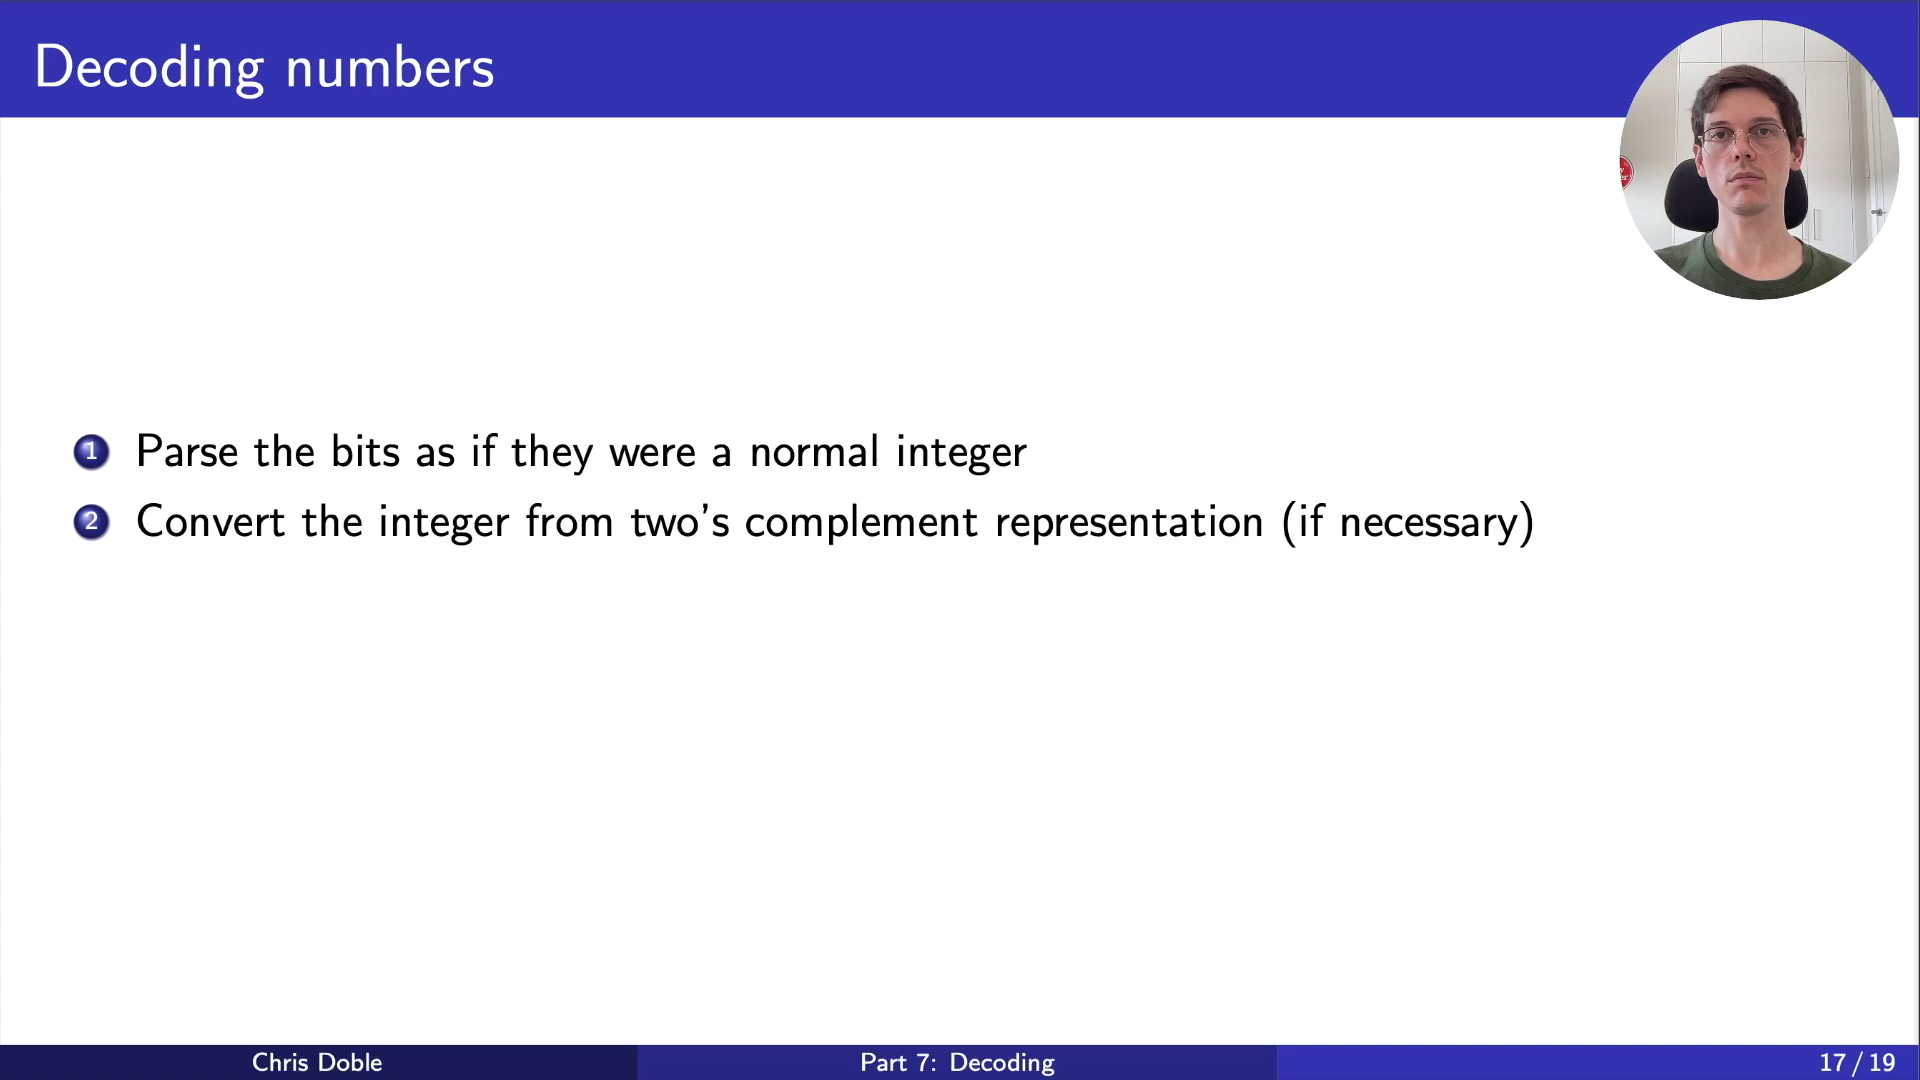 Decoding numbers
1 Parse the bits as if they were a normal integer
2 Convert the integer from two's complement representation (if necessary)
Chris Doble
Part 7: Decoding
17 / 19